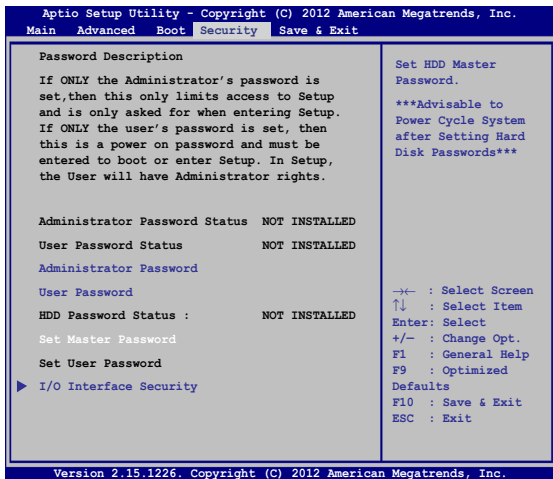 Aptio Setup Utility - Copyright (C) 2012 American Megatrends, Inc.
Main Advanced Boot Security Save & Exit
Password Description
If ONLY the Administrator's password is
set,then this only limits access to Setup
and is only asked for when entering Setup.
If ONLY the user's password is set, then
this is a power on password and must be
entered to boot or enter Setup. In Setup,
the User will have Administrator rights.
Administrator Password Status NOT INSTALLED
User Password Status NOT INSTALLED
Administrator Password
User Password
HDD Password Status : NOT INSTALLED
Set Master Password
Set User Password
I/O Interface Security
Set HDD Master
Password.
***Advisable to
Power Cycle System
after Setting Hard
Disk Passwords***
→← : Select Screen
↑↓ : Select Item
Enter: Select
+/— : Change Opt.
F1 : General Help
F9 : Optimized
Defaults
F10 : Save & Exit
ESC : Exit
Version 2.15.1226. Copyright (C) 2012 American Megatrends, Inc.